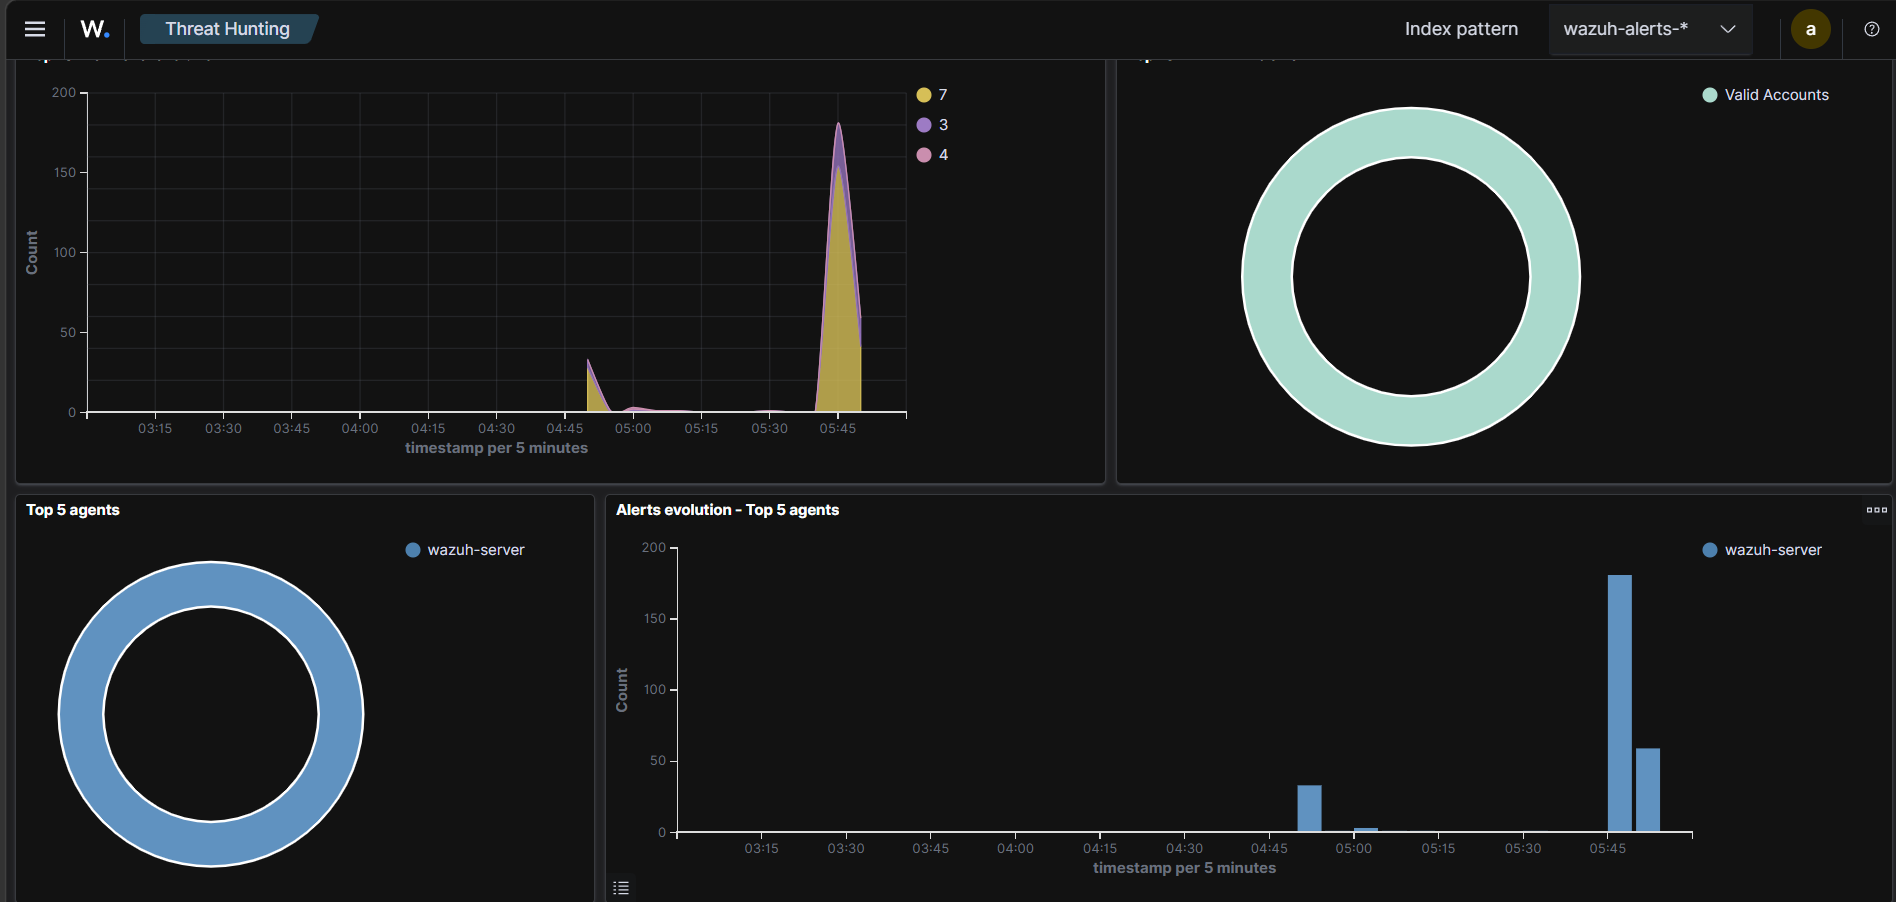 W.
Threat Hunting
Index pattern
wazuh-alerts-*
a
200
150
100
50
0
Count
03:15
03:30
03:45
04:00
04:15
04:30
04:45
05:00
05:15
05:30
05:45
timestamp per 5 minutes
7
3
4
Valid Accounts
Top 5 agents
wazuh-server
Alerts evolution - Top 5 agents
200
150
100
50
0
Count
03:15
03:30
03:45
04:00
04:15
04:30
04:45
05:00
05:15
05:30
05:45
timestamp per 5 minutes
wazuh-server